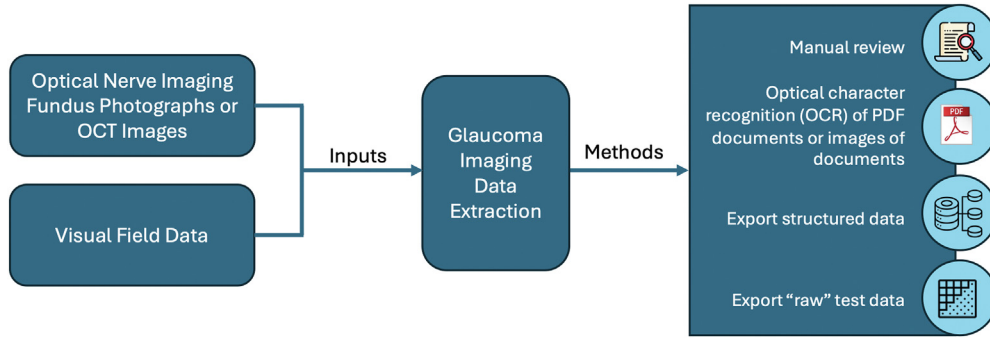 Optical Nerve Imaging
Fundus Photographs or
OCT Images
Visual Field Data
Inputs
Glaucoma
Imaging
Data
Extraction
Methods
Manual review
Optical character
recognition (OCR) of PDF
documents or images of
documents
PDF
Export structured data
Export “raw” test data